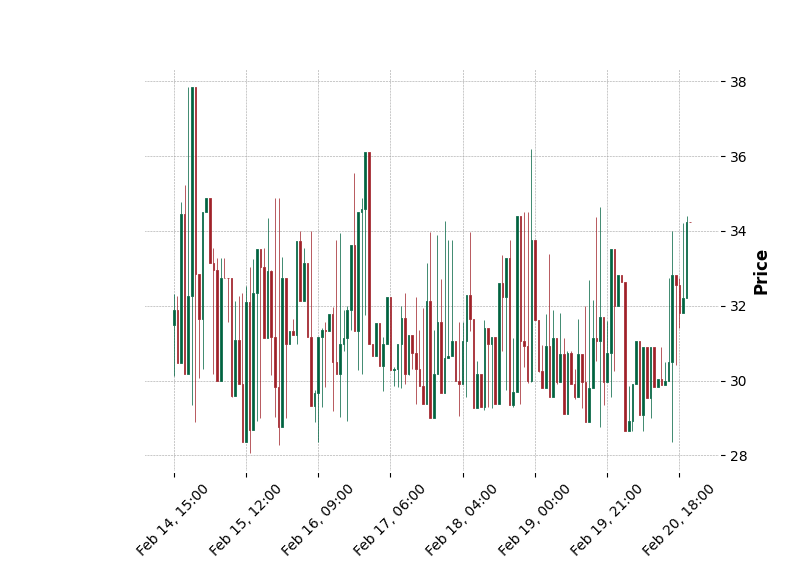 38
36
34
32
30
28
Price
Feb 14, 15:00
Feb 15, 12:00
Feb 16, 09:00
Feb 17, 06:00
Feb 18, 04:00
Feb 19, 00:00
Feb 19, 21:00
Feb 20, 18:00